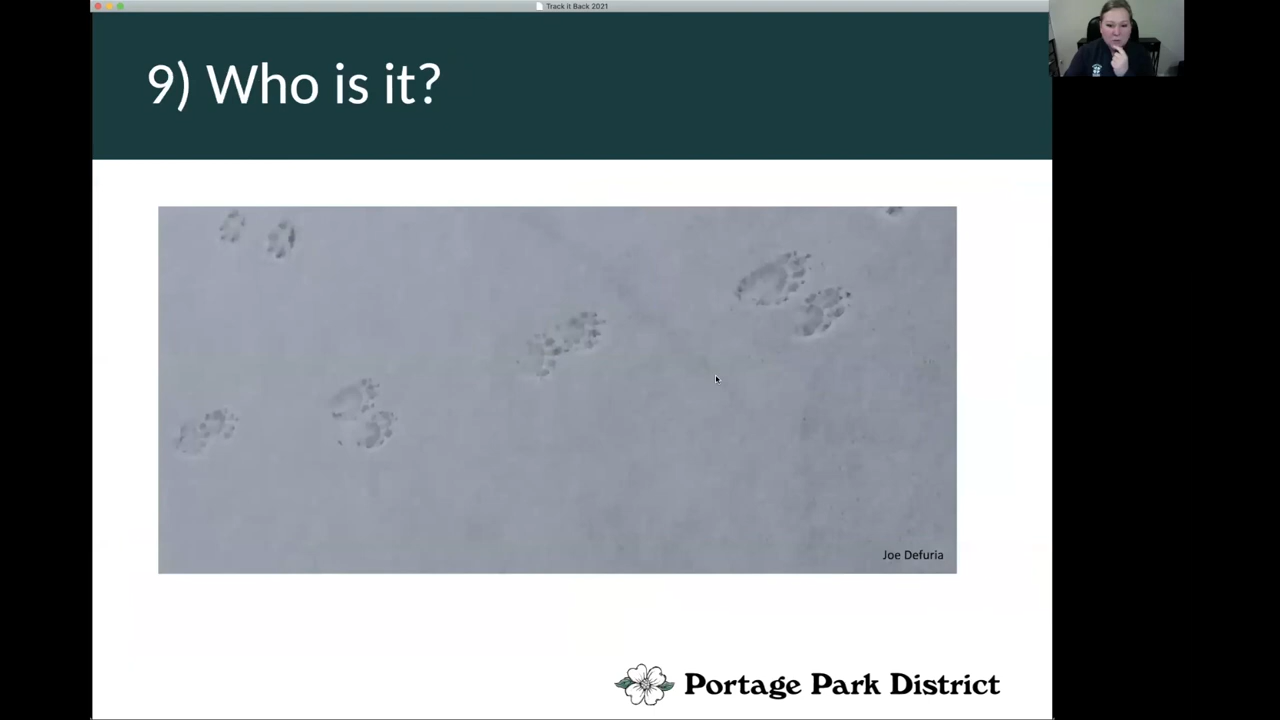 Track it Back 2021
9) Who is it?
Joe Defuria
Portage Park District